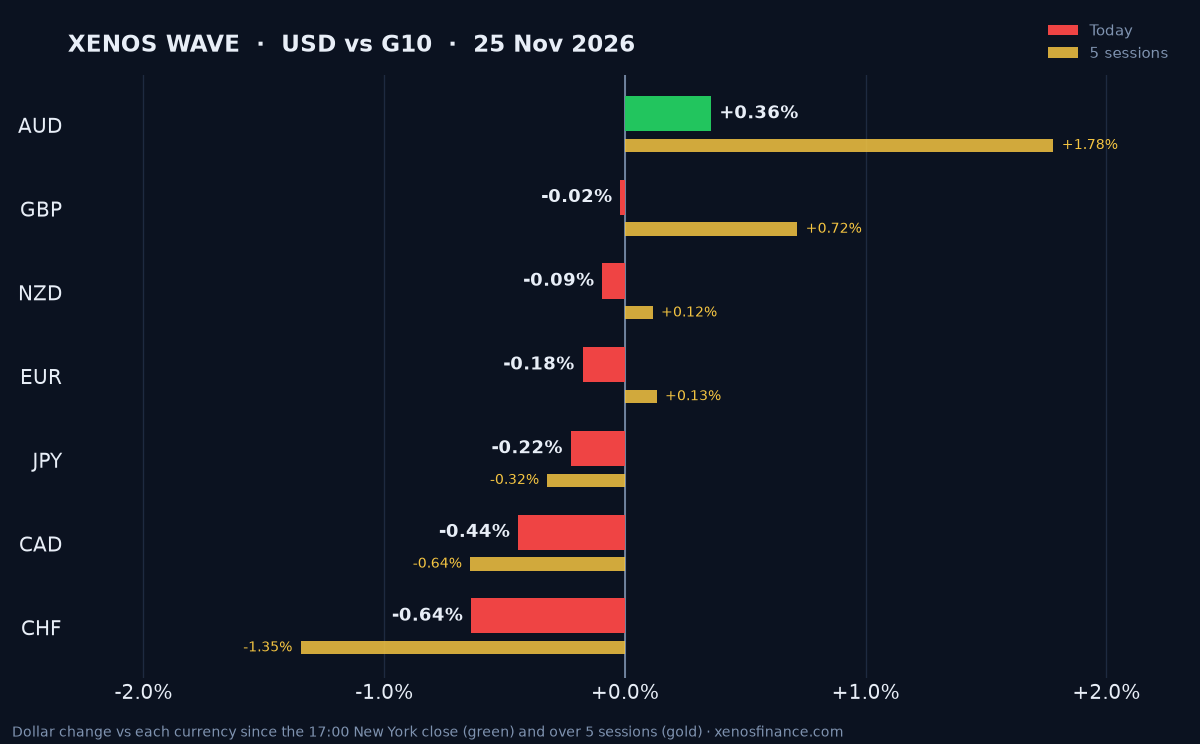 XENOS WAVE · USD vs G10 · 25 Nov 2026
Today
5 sessions
AUD
+0.36%
+1.78%
GBP
-0.02%
+0.72%
NZD
-0.09%
+0.12%
EUR
-0.18%
+0.13%
JPY
-0.22%
-0.32%
CAD
-0.44%
-0.64%
CHF
-0.64%
-1.35%
-2.0% -1.0% +0.0% +1.0% +2.0%
Dollar change vs each currency since the 17:00 New York close (green) and over 5 sessions (gold) · xenosfinance.com